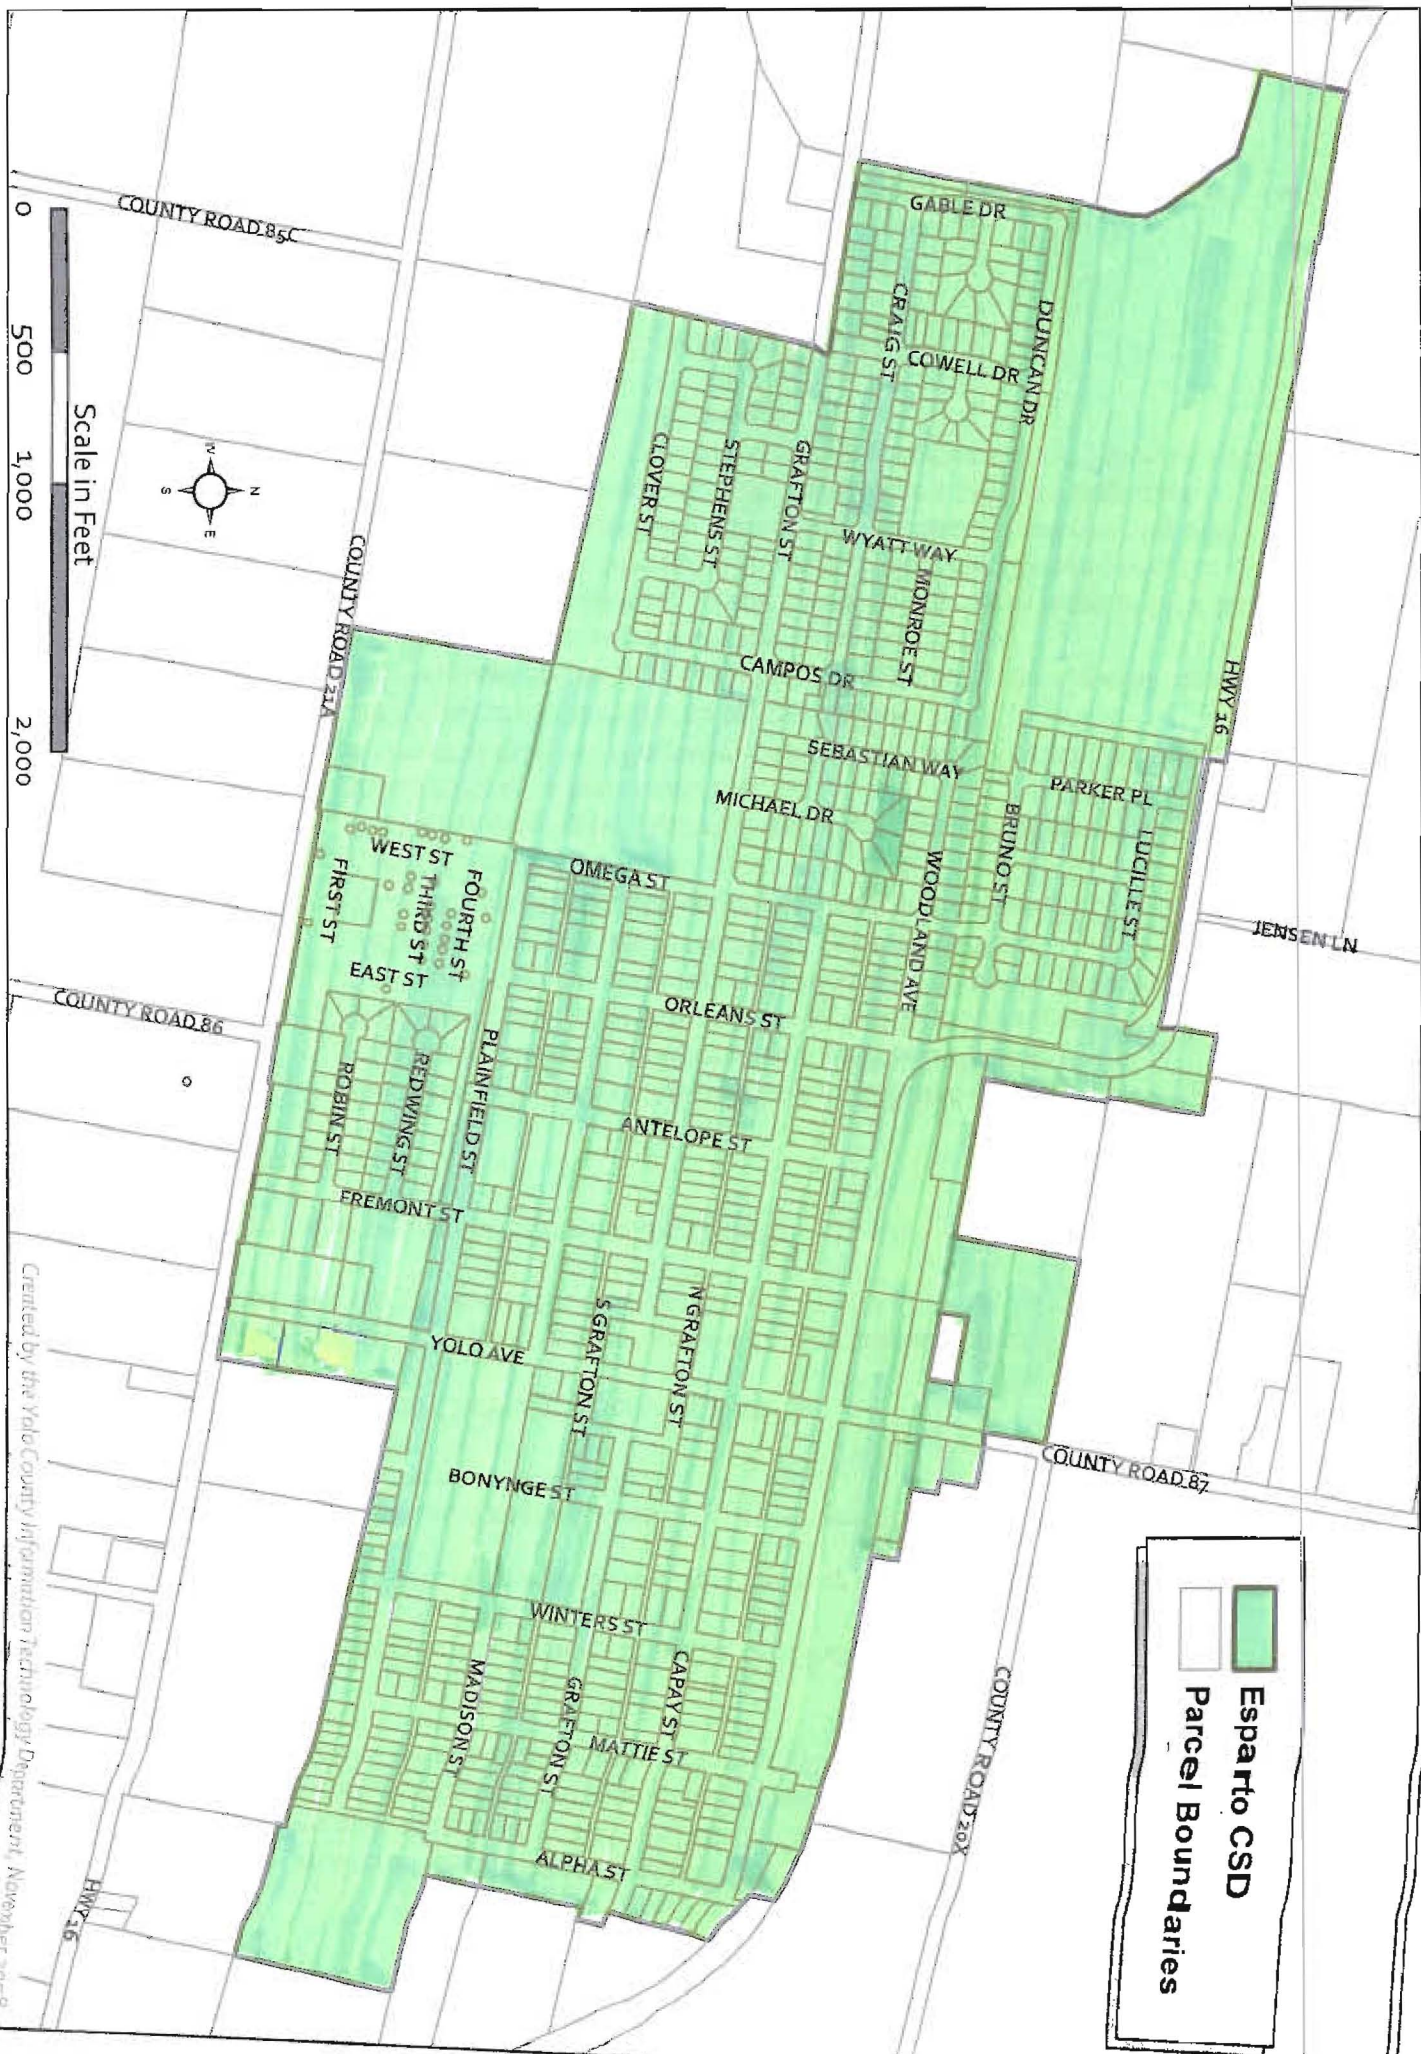 Esparto CSD
Parcel Boundaries
HWY 16
JENSEN LN
COUNTY ROAD 87
COUNTY ROAD 20X
LUCILLE ST
PARKER PL
BRUNO ST
DUNCAN DR
GABLE DR
COWELL DR
CRAIG ST
WYATT WAY
MONROE ST
SEBASTIAN WAY
WOODLAND AVE
CAMPOS DR
MICHAEL DR
GRAFTON ST
STEPHENS ST
CLOVER ST
OMEGA ST
ORLEANS ST
ANTELOPE ST
N GRAFTON ST
S GRAFTON ST
CAPAY ST
WINTERS ST
MATTIE ST
GRAFTON ST
ALPHA ST
MADISON ST
BONYNGE ST
YOLO AVE
PLAINFIELD ST
FOURTH ST
THIRD ST
WEST ST
FIRST ST
EAST ST
REDWING ST
ROBIN ST
FREMONT ST
COUNTY ROAD 21A
COUNTY ROAD 85C
COUNTY ROAD 86
HWY 16
N
W
E
S
Scale in Feet
0
500
1,000
2,000
Created by the Yolo County Information Technology Department, November